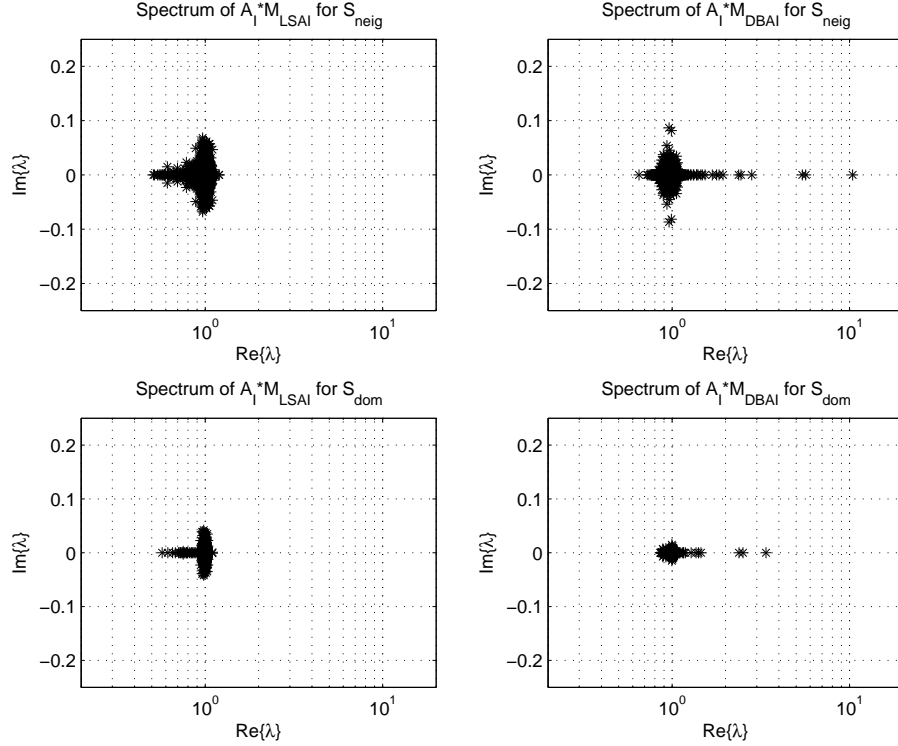 Spectrum of A_I*M_LSAI for S_neig
0.2
0.1
0
−0.1
−0.2
Im{λ}
10^0
10^1
Re{λ}
Spectrum of A_I*M_DBAI for S_neig
0.2
0.1
0
−0.1
−0.2
Im{λ}
10^0
10^1
Re{λ}
Spectrum of A_I*M_LSAI for S_dom
0.2
0.1
0
−0.1
−0.2
Im{λ}
10^0
10^1
Re{λ}
Spectrum of A_I*M_DBAI for S_dom
0.2
0.1
0
−0.1
−0.2
Im{λ}
10^0
10^1
Re{λ}